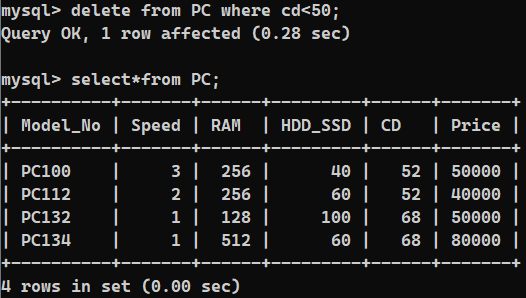 mysql> delete from PC where cd<50;
Query OK, 1 row affected (0.28 sec)

mysql> select*from PC;
+----------+-------+------+---------+------+-------+
| Model_No | Speed | RAM  | HDD_SSD | CD   | Price |
+----------+-------+------+---------+------+-------+
| PC100    |     3 |  256 |      40 |   52 | 50000 |
| PC112    |     2 |  256 |      60 |   52 | 40000 |
| PC132    |     1 |  128 |     100 |   68 | 50000 |
| PC134    |     1 |  512 |      60 |   68 | 80000 |
+----------+-------+------+---------+------+-------+
4 rows in set (0.00 sec)